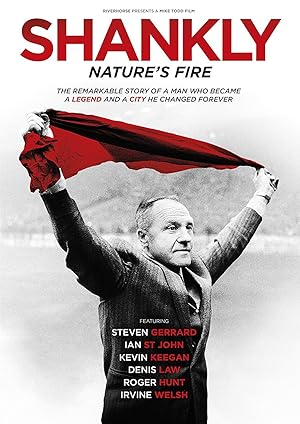 RIVERHORSE PRESENTS A MIKE TODD FILM
SHANKLY
NATURE'S FIRE
THE REMARKABLE STORY OF A MAN WHO BECAME
A LEGEND AND A CITY HE CHANGED FOREVER
FEATURING
STEVEN GERRARD
IAN ST JOHN
KEVIN KEEGAN
DENIS LAW
ROGER HUNT
IRVINE WELSH